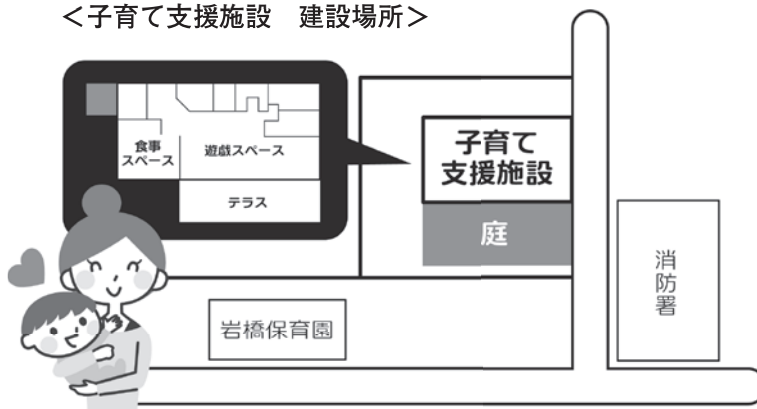 ＜子育て支援施設　建設場所＞
食事
スペース
遊戯スペース
テラス
子育て
支援施設
庭
消防署
岩橋保育園